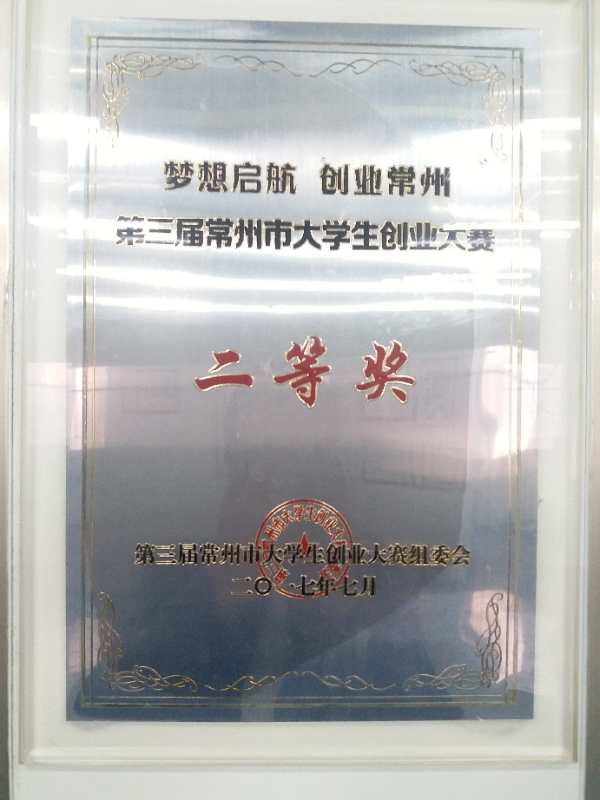 梦想启航 创业常州
第三届常州市大学生创业大赛
二等奖
第三届常州市大学生创业大赛组委会
二〇一七年七月